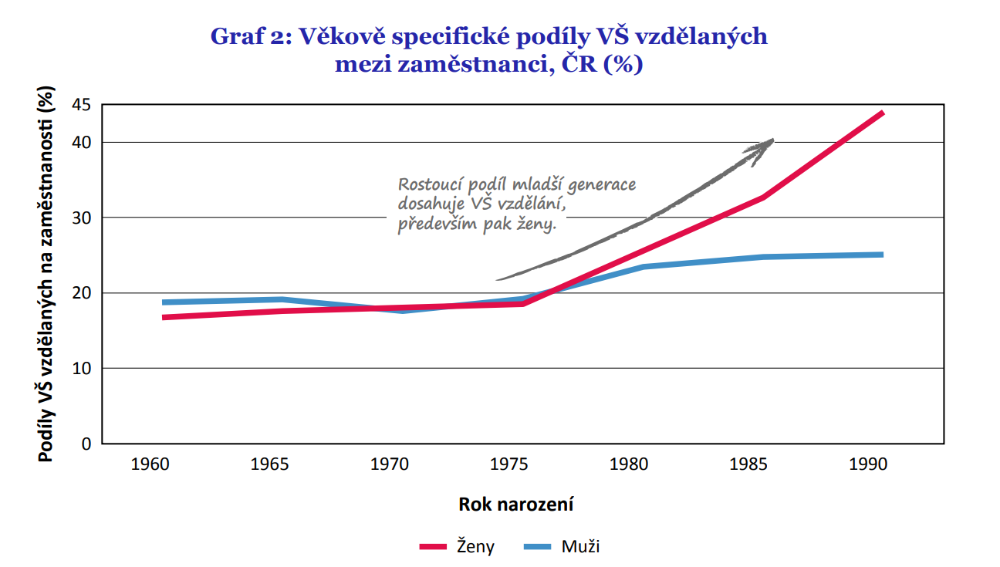 Graf 2: Věkově specifické podíly VŠ vzdělaných
mezi zaměstnanci, ČR (%)
Podíly VŠ vzdělaných na zaměstnanosti (%)
45
40
30
20
10
0
Rostoucí podíl mladší generace
dosahuje VŠ vzdělání,
především pak ženy.
1960 1965 1970 1975 1980 1985 1990
Rok narození
Ženy Muži